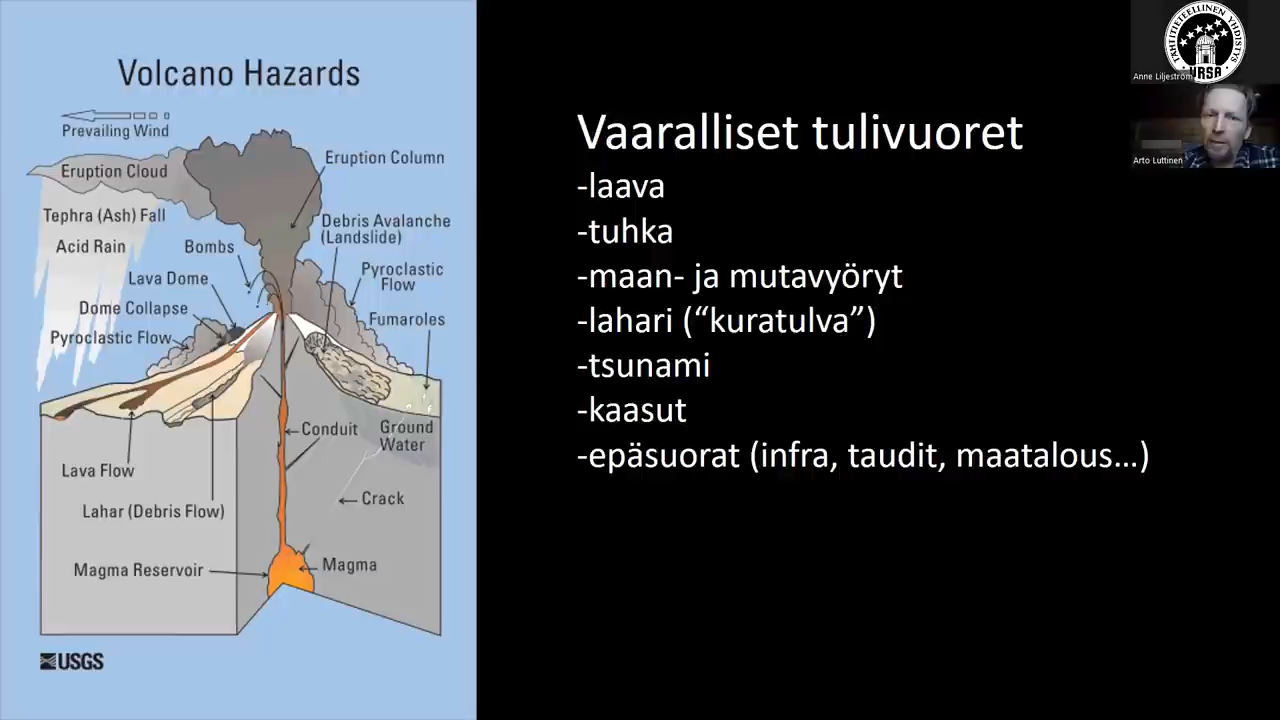 Volcano Hazards
Prevailing Wind
Eruption Cloud
Eruption Column
Tephra (Ash) Fall
Debris Avalanche
(Landslide)
Acid Rain
Bombs
Lava Dome
Pyroclastic
Flow
Dome Collapse
Fumaroles
Pyroclastic Flow
Conduit
Ground
Water
Lava Flow
Crack
Lahar (Debris Flow)
Magma Reservoir
Magma
USGS
Vaaralliset tulivuoret
-laava
-tuhka
-maan- ja mutavyöryt
-lahari (“kuratulva”)
-tsunami
-kaasut
-epäsuorat (infra, taudit, maatalous...)
TÄHTITIETEELLINEN YHDISTYS
URSA
Anne Liljeström
Arto Luttinen